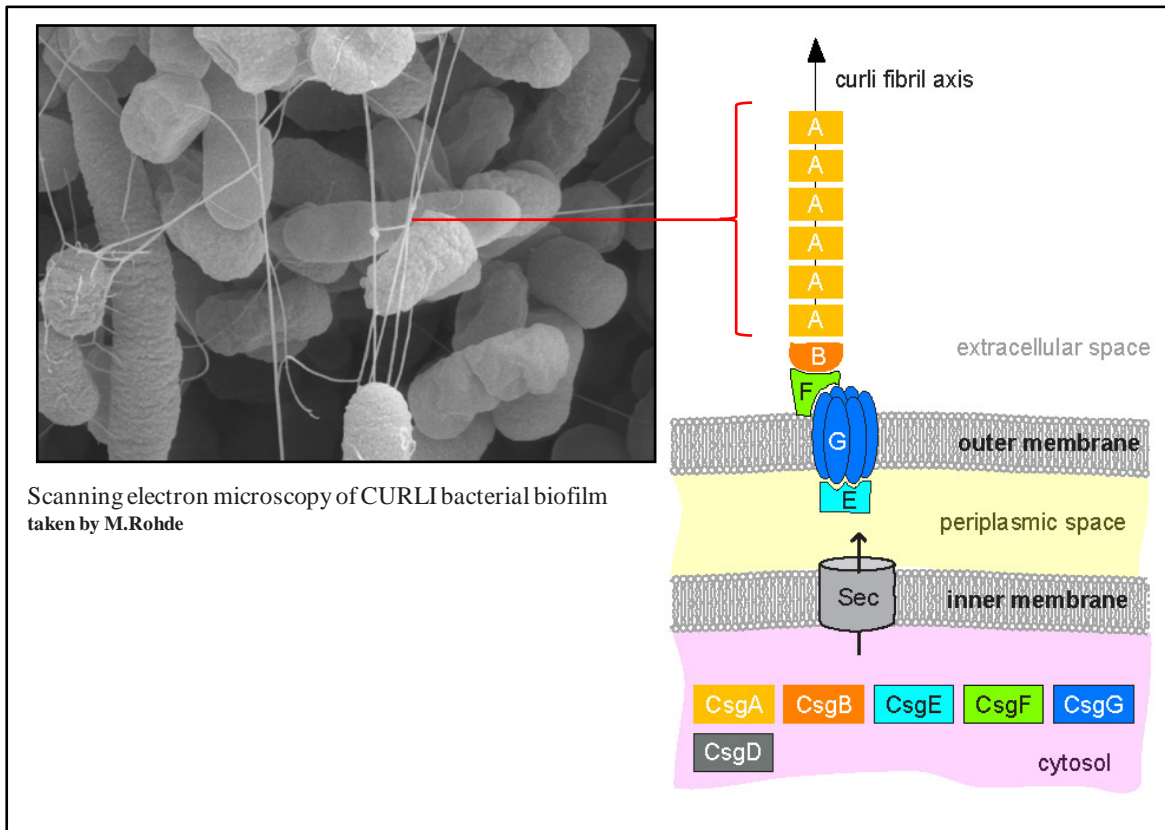 Scanning electron microscopy of CURLI bacterial biofilm
taken by M.Rohde
curli fibril axis
A
A
A
A
A
A
B
F
G
E
extracellular space
outer membrane
periplasmic space
Sec
inner membrane
CsgA CsgB CsgE CsgF CsgG
CsgD
cytosol